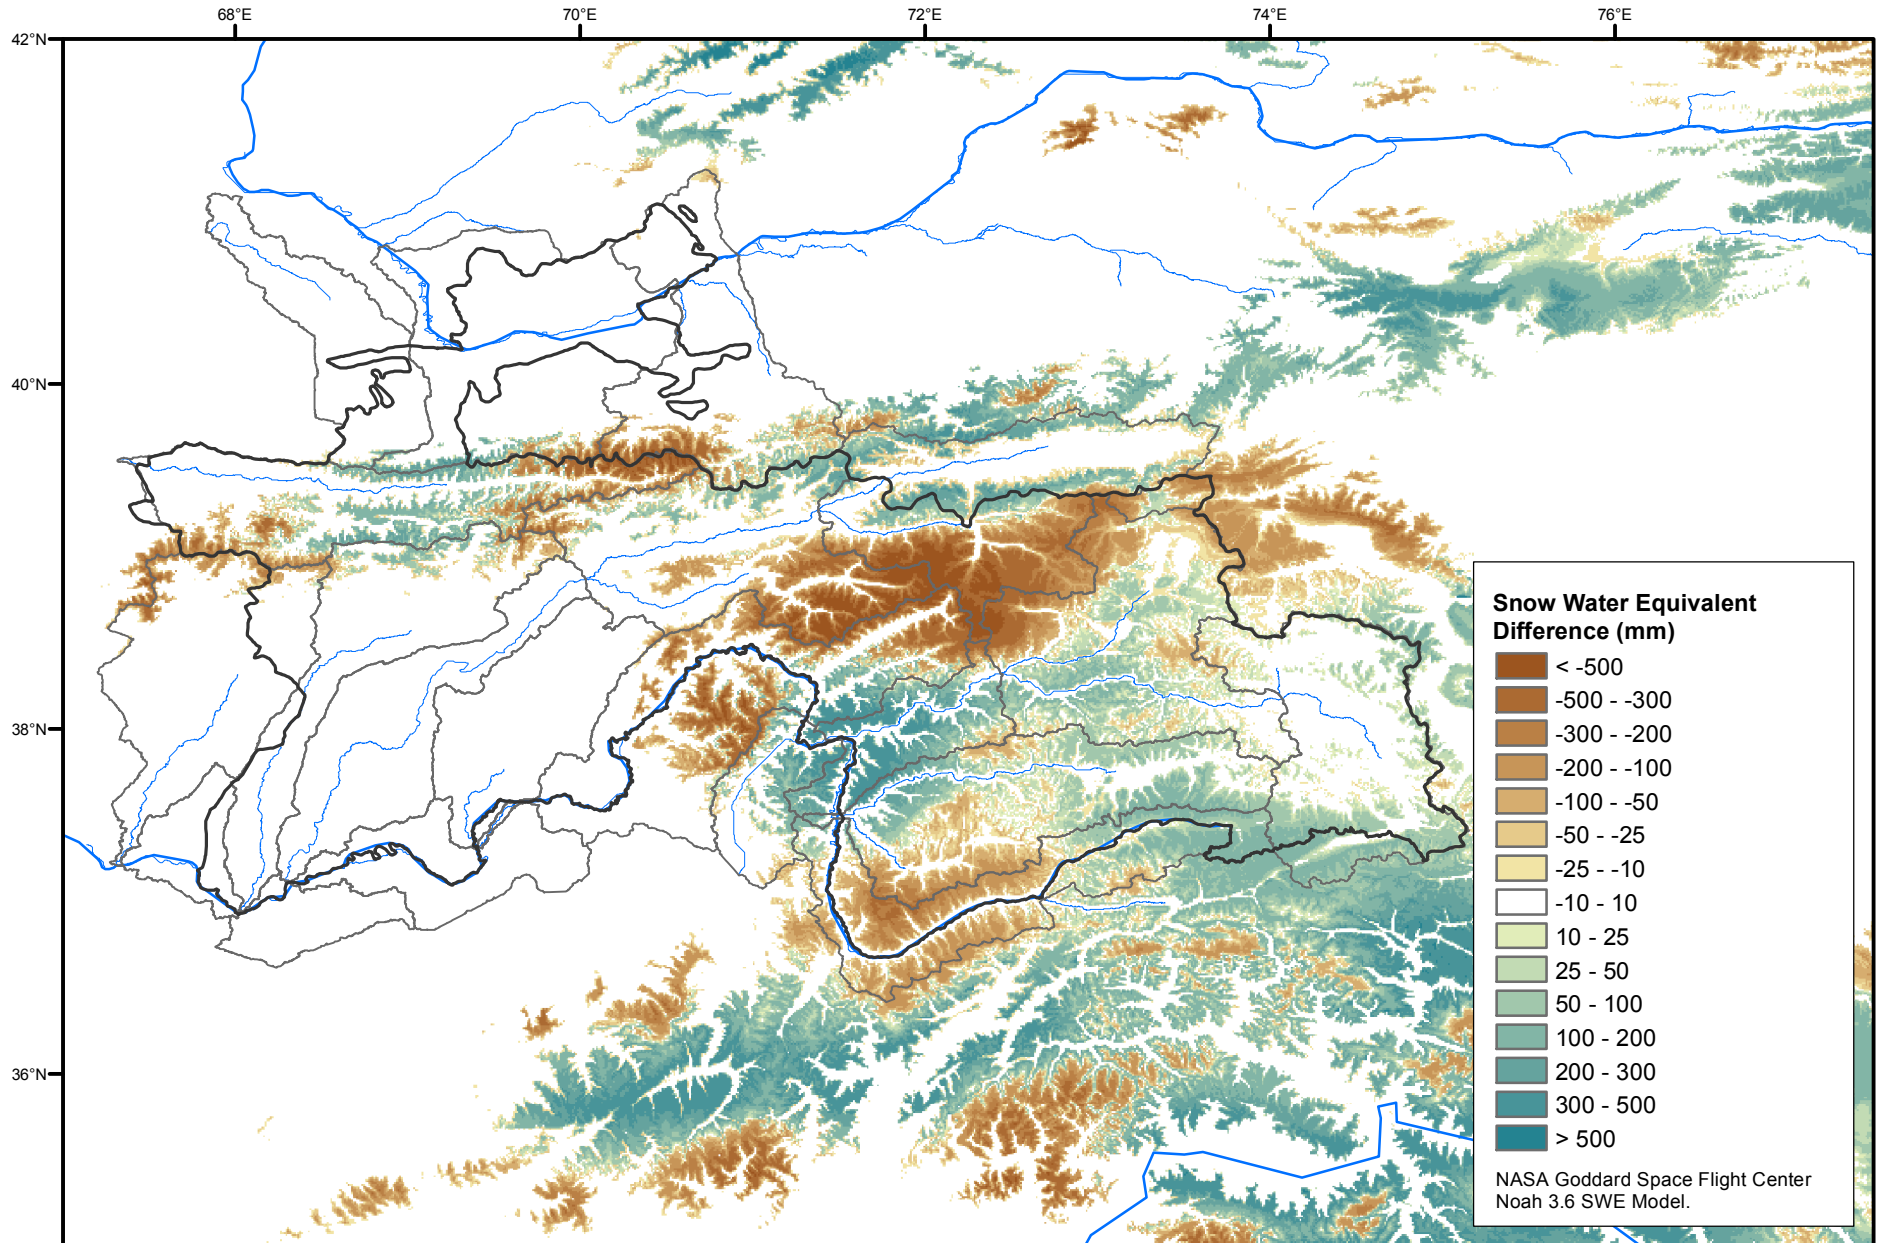 68°E 70°E 72°E 74°E 76°E
42°N
40°N
38°N
36°N
Snow Water Equivalent
Difference (mm)
< -500
-500 - -300
-300 - -200
-200 - -100
-100 - -50
-50 - -25
-25 - -10
-10 - 10
10 - 25
25 - 50
50 - 100
100 - 200
200 - 300
300 - 500
> 500
NASA Goddard Space Flight Center
Noah 3.6 SWE Model.